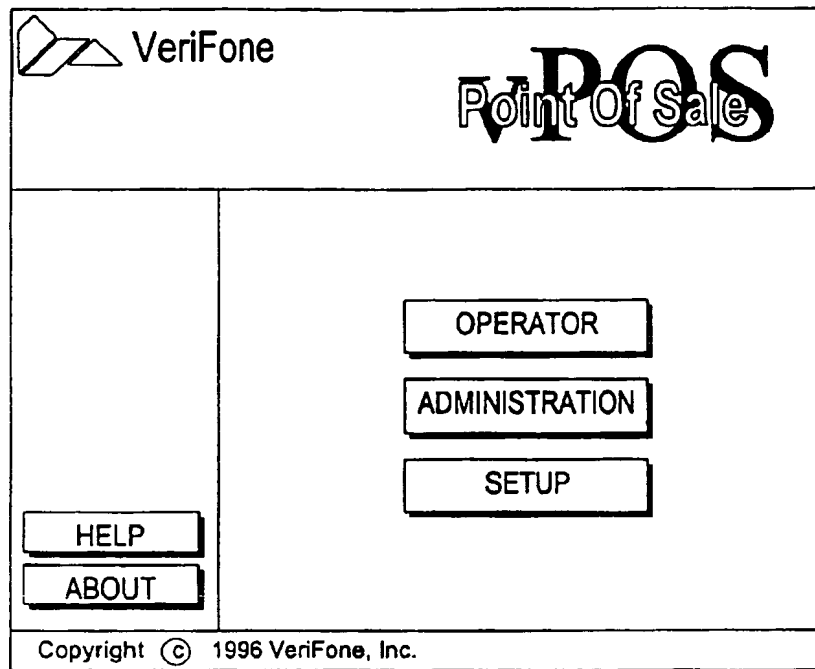 VeriFone
vPOS
Point Of Sale
OPERATOR
ADMINISTRATION
SETUP
HELP
ABOUT
Copyright © 1996 VeriFone, Inc.